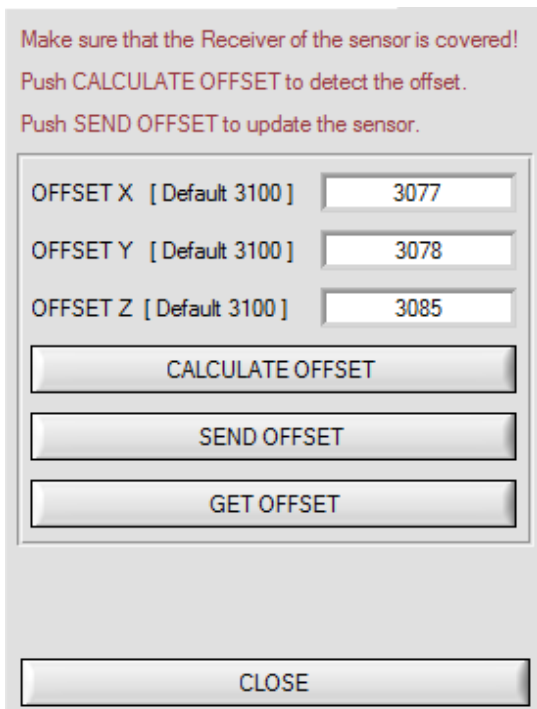 Make sure that the Receiver of the sensor is covered!
Push CALCULATE OFFSET to detect the offset.
Push SEND OFFSET to update the sensor.
OFFSET X [ Default 3100 ] 3077
OFFSET Y [ Default 3100 ] 3078
OFFSET Z [ Default 3100 ] 3085
CALCULATE OFFSET
SEND OFFSET
GET OFFSET
CLOSE